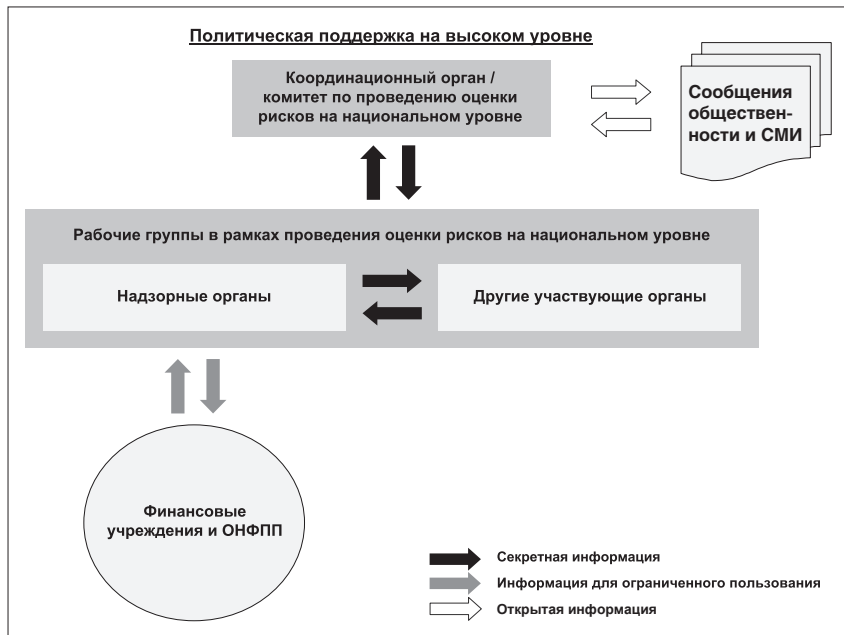 Политическая поддержка на высоком уровне
Координационный орган /
комитет по проведению оценки
рисков на национальном уровне
Сообщения
обществен-
ности и СМИ
Рабочие группы в рамках проведения оценки рисков на национальном уровне
Надзорные органы
Другие участвующие органы
Финансовые
учреждения и ОНФПП
Секретная информация
Информация для ограниченного пользования
Открытая информация